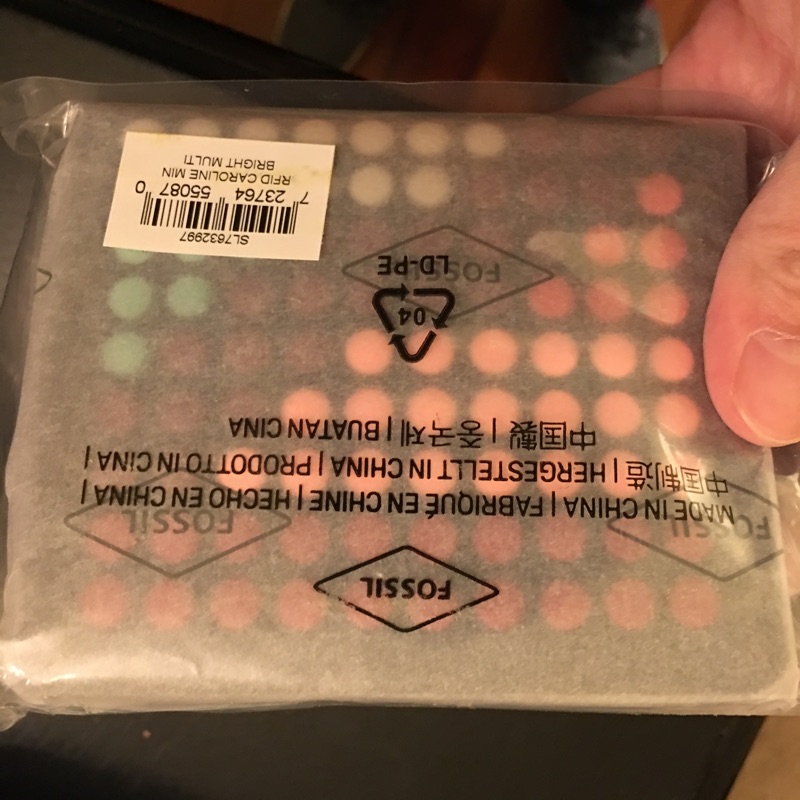 FOSSIL
FOSSIL
FOSSIL
MADE IN CHINA | FABRIQUÉ EN CHINE | HECHO EN CHINA |
中国制造 | HERGESTELLT IN CHINA | PRODOTTO IN CINA |
中国製 | 중국제 | BUATAN CINA
04
LD-PE
FOSSIL
SL7632997
7 23764 55087 0
RFID CAROLINE MIN
BRIGHT MULTI